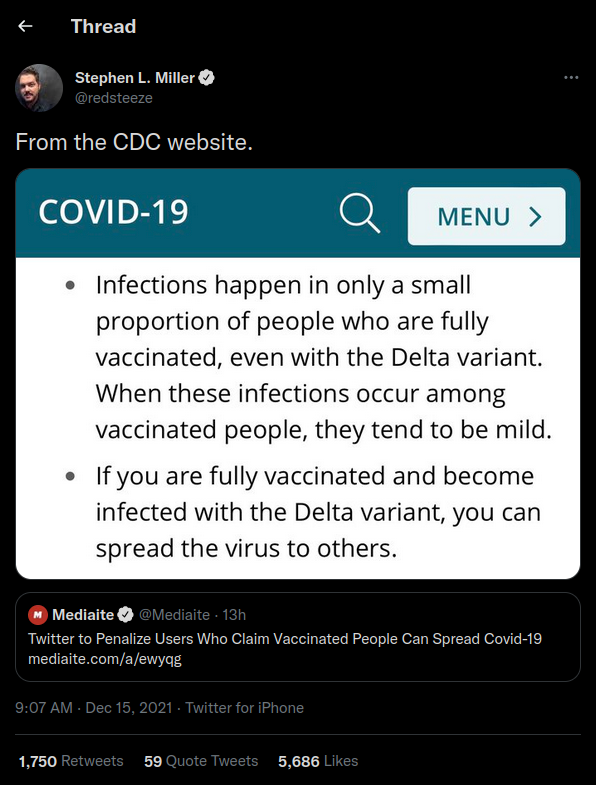 Thread
Stephen L. Miller
@redsteeze
From the CDC website.
COVID-19
MENU
Infections happen in only a small
proportion of people who are fully
vaccinated, even with the Delta variant.
When these infections occur among
vaccinated people, they tend to be mild.
If you are fully vaccinated and become
infected with the Delta variant, you can
spread the virus to others.
M Mediaite @Mediaite · 13h
Twitter to Penalize Users Who Claim Vaccinated People Can Spread Covid-19
mediaite.com/a/ewyqg
9:07 AM · Dec 15, 2021 · Twitter for iPhone
1,750 Retweets 59 Quote Tweets 5,686 Likes